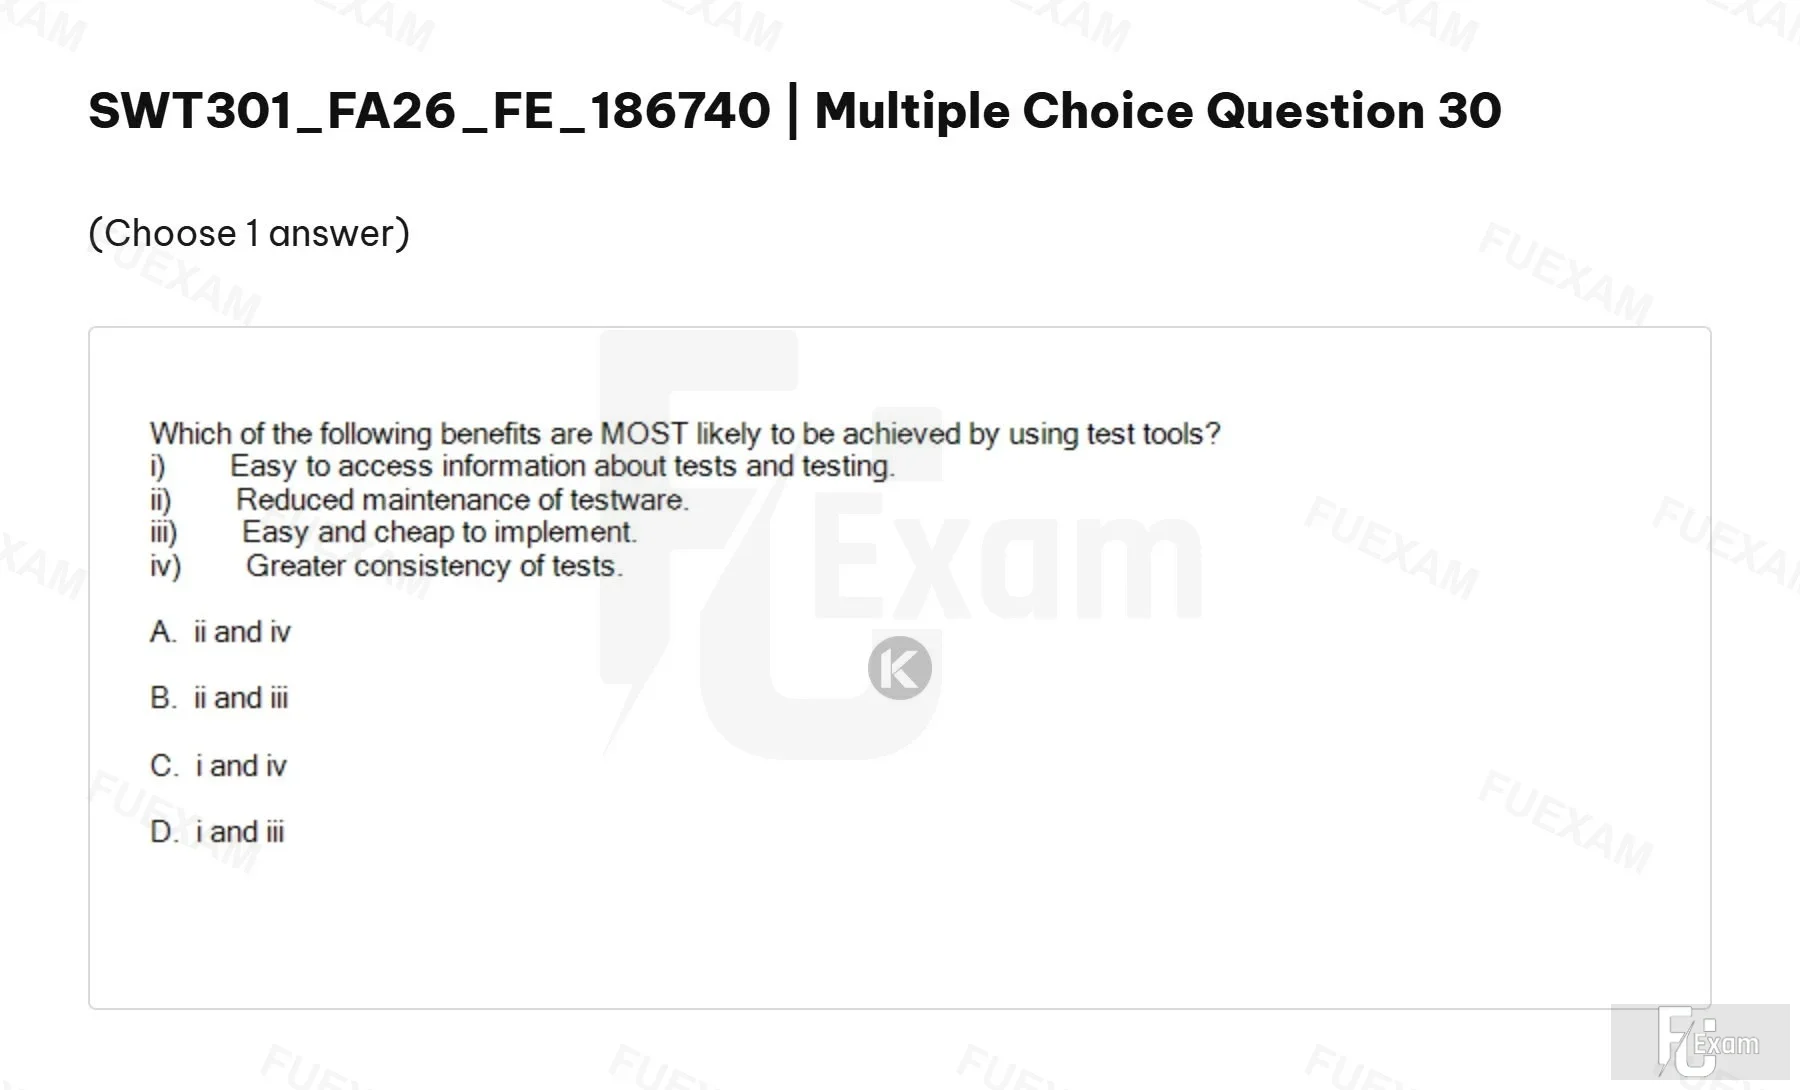 SWT301_FA26_FE_186740 | Multiple Choice Question 30
(Choose 1 answer)
Which of the following benefits are MOST likely to be achieved by using test tools?
i) Easy to access information about tests and testing.
ii) Reduced maintenance of testware.
iii) Easy and cheap to implement.
iv) Greater consistency of tests.
A. ii and iv
B. ii and iii
C. i and iv
D. i and iii
FUEXAM
Exam
K
Exam